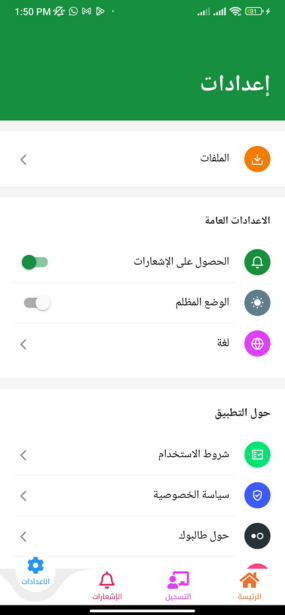 1:50 PM
إعدادات
الملفات
الاعدادات العامة
الحصول على الإشعارات
الوضع المظلم
لغة
حول التطبيق
شروط الاستخدام
سياسة الخصوصية
حول طالبوك
الرئيسة
التسجيل
الإشعارات
الاعدادات